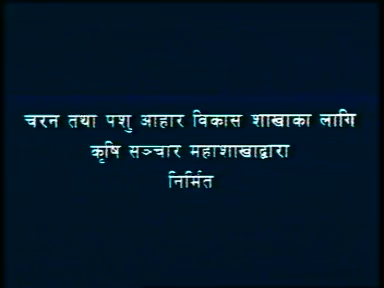 चरन तथा पशु आहार विकास शाखाका लागि
कृषि सञ्चार महाशाखाद्वारा
निर्मित